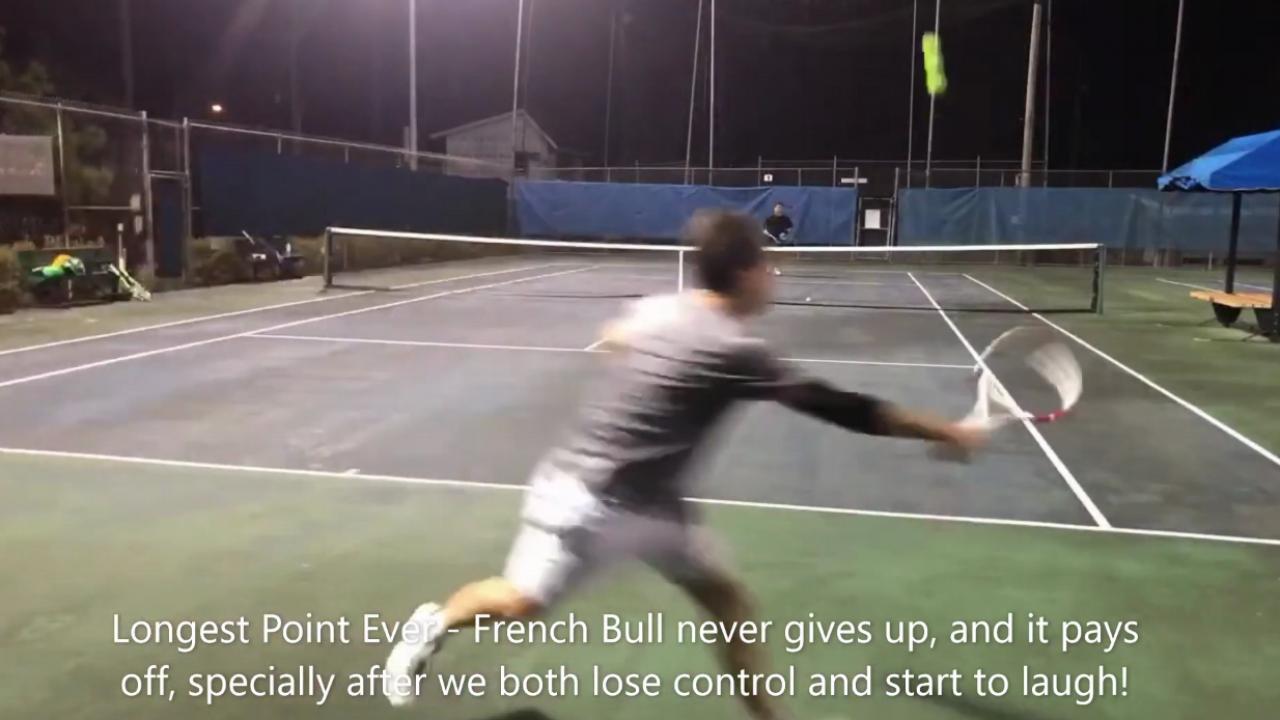 Longest Point Ever - French Bull never gives up, and it pays
off, specially after we both lose control and start to laugh!